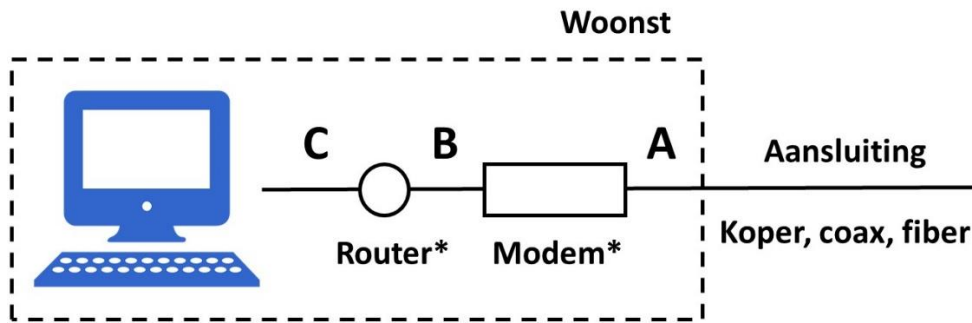 Woonst
C B A
Aansluiting
Router* Modem*
Koper, coax, fiber